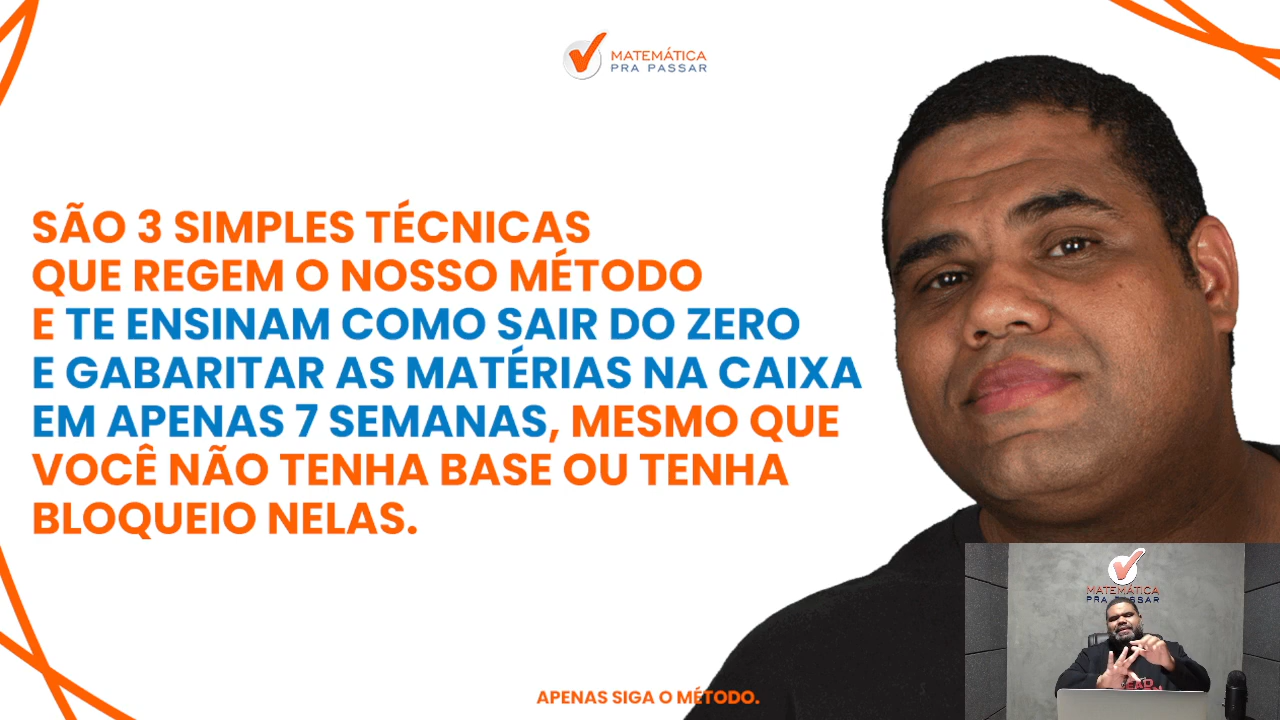 MATEMÁTICA
PRA PASSAR
SÃO 3 SIMPLES TÉCNICAS
QUE REGEM O NOSSO MÉTODO
E TE ENSINAM COMO SAIR DO ZERO
E GABARITAR AS MATÉRIAS NA CAIXA
EM APENAS 7 SEMANAS, MESMO QUE
VOCÊ NÃO TENHA BASE OU TENHA
BLOQUEIO NELAS.
MATEMÁTICA
PRA PASSAR
APENAS SIGA O MÉTODO.